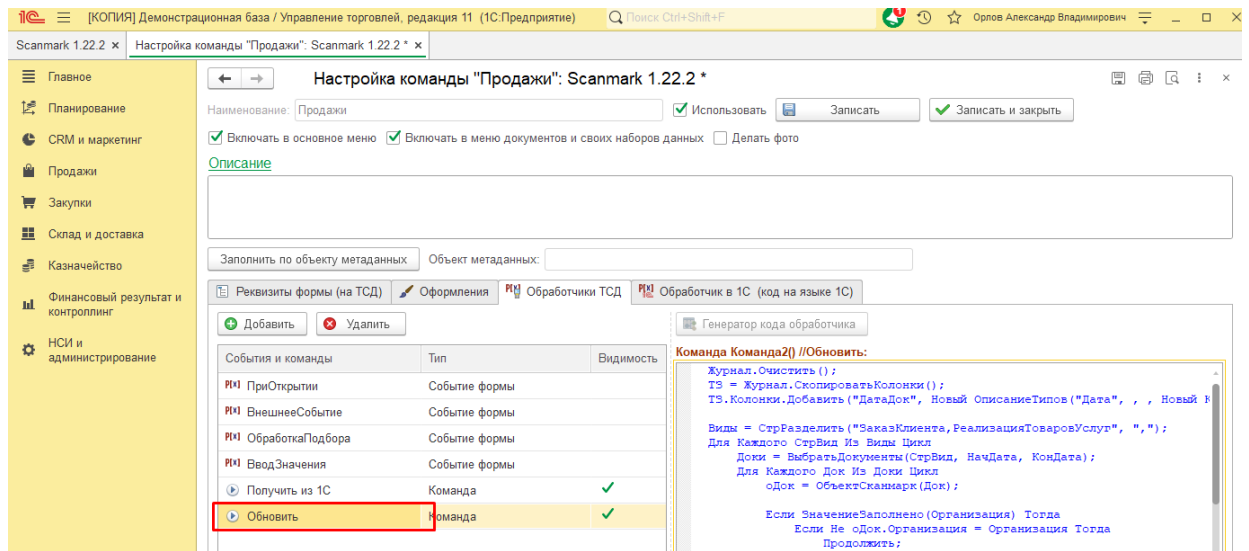 [КОПИЯ] Демонстрационная база / Управление торговлей, редакция 11 (1С:Предприятие) Поиск Ctrl+Shift+F Орлов Александр Владимирович
Scanmark 1.22.2 × Настройка команды "Продажи": Scanmark 1.22.2 * ×
Главное
Планирование
CRM и маркетинг
Продажи
Закупки
Склад и доставка
Казначейство
Финансовый результат и
контроллинг
НСИ и
администрирование
Настройка команды "Продажи": Scanmark 1.22.2 *
Наименование: Продажи Использовать Записать Записать и закрыть
Включать в основное меню Включать в меню документов и своих наборов данных Делать фото
Описание
Заполнить по объекту метаданных Объект метаданных:
Реквизиты формы (на ТСД) Оформления Обработчики ТСД Обработчик в 1С (код на языке 1С)
Добавить Удалить Генератор кода обработчика
События и команды Тип Видимость
ПриОткрытии Событие формы
ВнешнееСобытие Событие формы
ОбработкаПодбора Событие формы
ВводЗначения Событие формы
Получить из 1С Команда
Обновить Команда
Команда Команда2() //Обновить:
Журнал.Очистить();
ТЗ = Журнал.СкопироватьКолонки();
ТЗ.Колонки.Добавить("ДатаДок", Новый ОписаниеТипов("Дата", , , Новый К
Виды = СтрРазделить("ЗаказКлиента,РеализацияТоваровУслуг", ",");
Для Каждого СтрВид Из Виды Цикл
Доки = ВыбратьДокументы(СтрВид, НачДата, КонДата);
Для Каждого Док Из Доки Цикл
оДок = ОбъектСканмарк(Док);
Если ЗначениеЗаполнено(Организация) Тогда
Если Не оДок.Организация = Организация Тогда
Продолжить;